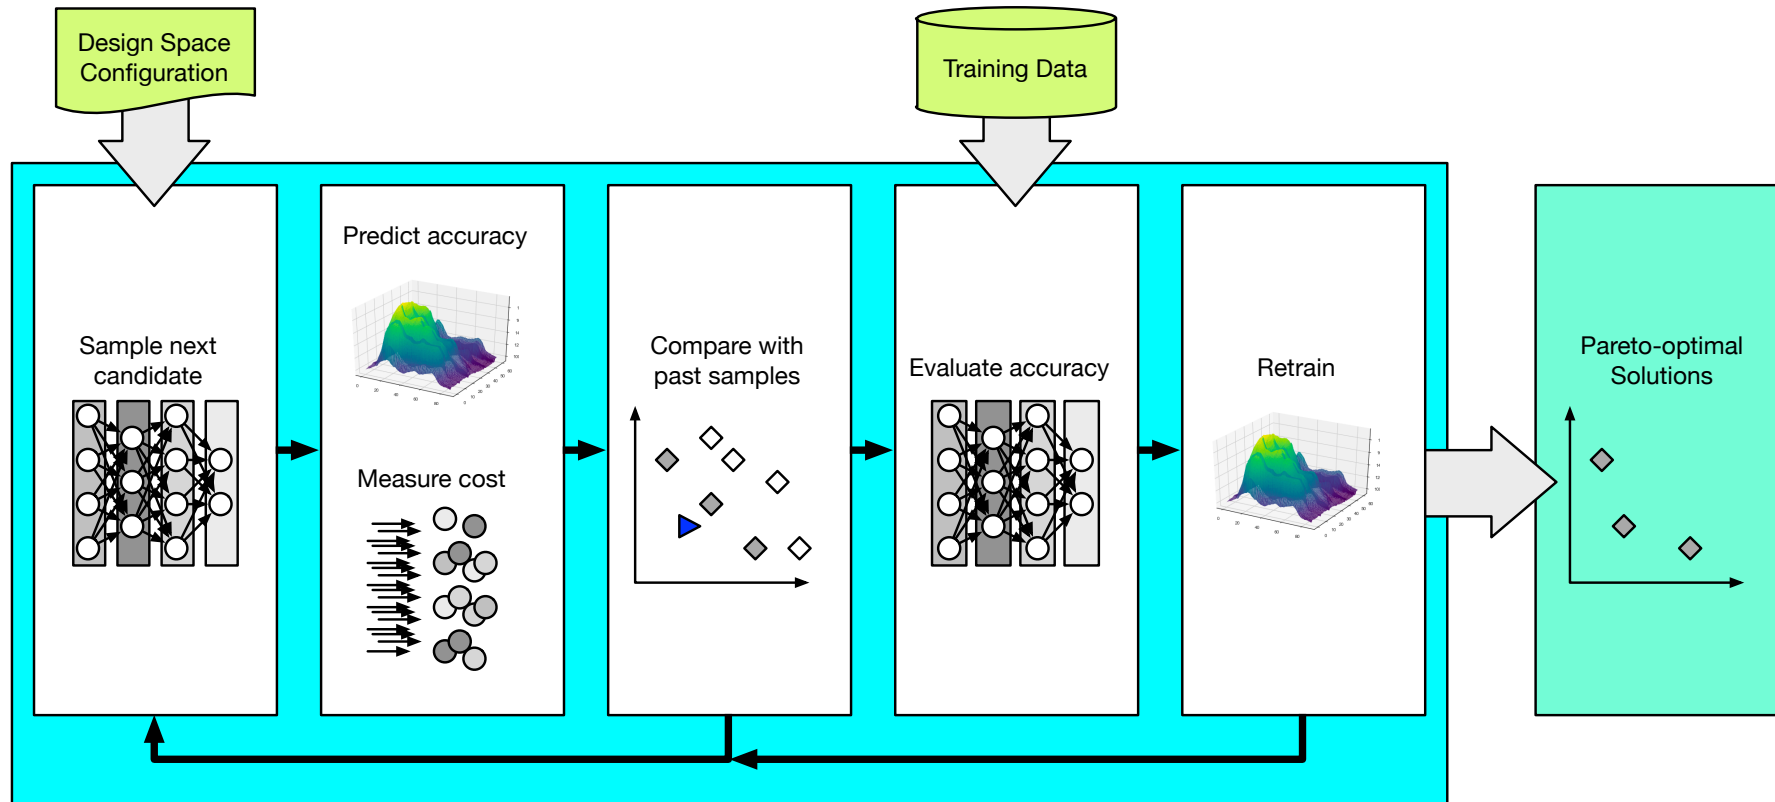 Design Space
Configuration
Training Data
Sample next
candidate
Predict accuracy
Measure cost
Compare with
past samples
Evaluate accuracy
Retrain
Pareto-optimal
Solutions